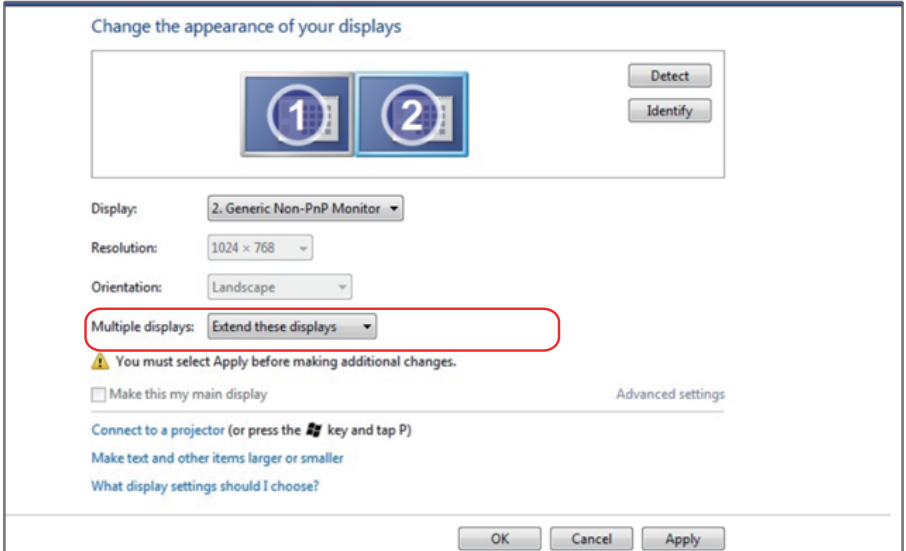 Change the appearance of your displays
1
2
Detect
Identify
Display: 2. Generic Non-PnP Monitor
Resolution: 1024 × 768
Orientation: Landscape
Multiple displays: Extend these displays
You must select Apply before making additional changes.
Make this my main display Advanced settings
Connect to a projector (or press the key and tap P)
Make text and other items larger or smaller
What display settings should I choose?
OK Cancel Apply